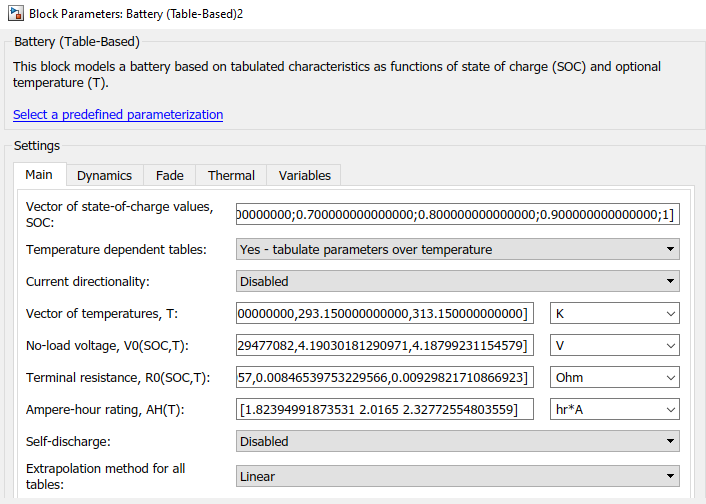 Block Parameters: Battery (Table-Based)2
Battery (Table-Based)
This block models a battery based on tabulated characteristics as functions of state of charge (SOC) and optional
temperature (T).
Select a predefined parameterization
Settings
Main Dynamics Fade Thermal Variables
Vector of state-of-charge values, SOC: 00000000;0.700000000000000;0.800000000000000;0.900000000000000;1]
Temperature dependent tables: Yes - tabulate parameters over temperature
Current directionality: Disabled
Vector of temperatures, T: 00000000,293.150000000000,313.150000000000] K
No-load voltage, V0(SOC,T): 29477082,4.19030181290971,4.18799231154579] V
Terminal resistance, R0(SOC,T): 57,0.00846539753229566,0.00929821710866923] Ohm
Ampere-hour rating, AH(T): [1.82394991873531 2.0165 2.32772554803559] hr*A
Self-discharge: Disabled
Extrapolation method for all tables: Linear